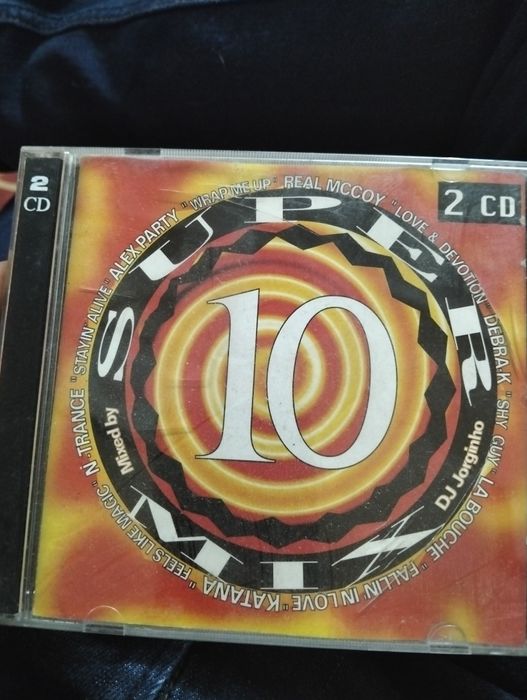 2
CD
2 CD
SUPER
MIX
10
Mixed by
DJ Jorginho
N-TRANCE "STAYIN' ALIVE" ALEX PARTY "WRAP ME UP" REAL MCCOY "LOVE & DEVOTION" DEBRA.K "SHY GUY" LA BOUCHE "FALLIN IN LOVE" KATANA "FEELS LIKE MAGIC"